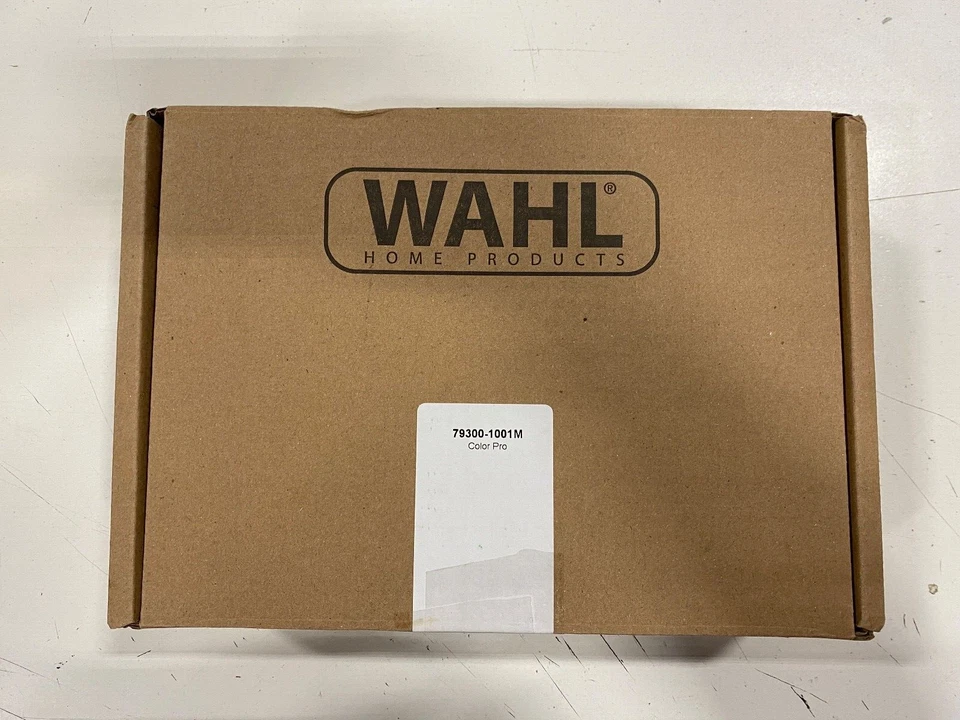 WAHL®
HOME PRODUCTS
79300-1001M
Color Pro